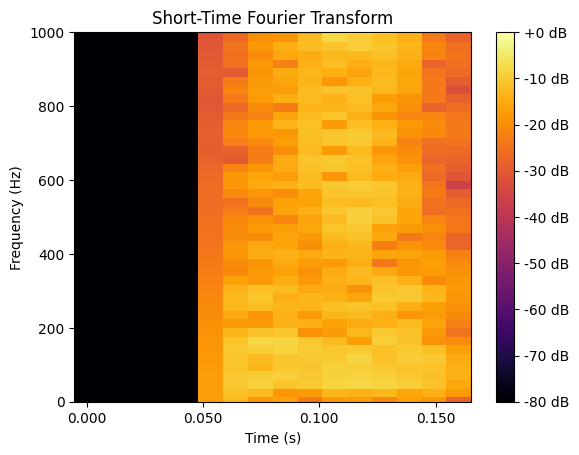 Short-Time Fourier Transform
1000
800
600
400
200
0
Frequency (Hz)
0.000
0.050
0.100
0.150
Time (s)
+0 dB
-10 dB
-20 dB
-30 dB
-40 dB
-50 dB
-60 dB
-70 dB
-80 dB